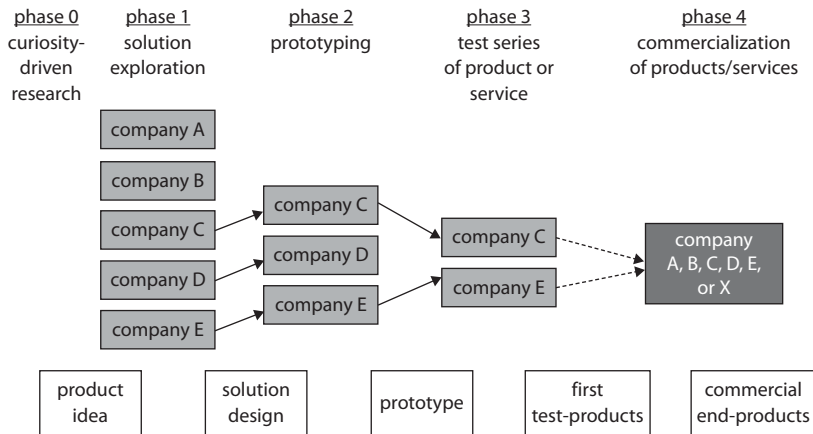 phase 0
curiosity-
driven
research
phase 1
solution
exploration
phase 2
prototyping
phase 3
test series
of product or
service
phase 4
commercialization
of products/services
company A
company B
company C
company D
company E
company C
company D
company E
company C
company E
company
A, B, C, D, E,
or X
product
idea
solution
design
prototype
first
test-products
commercial
end-products